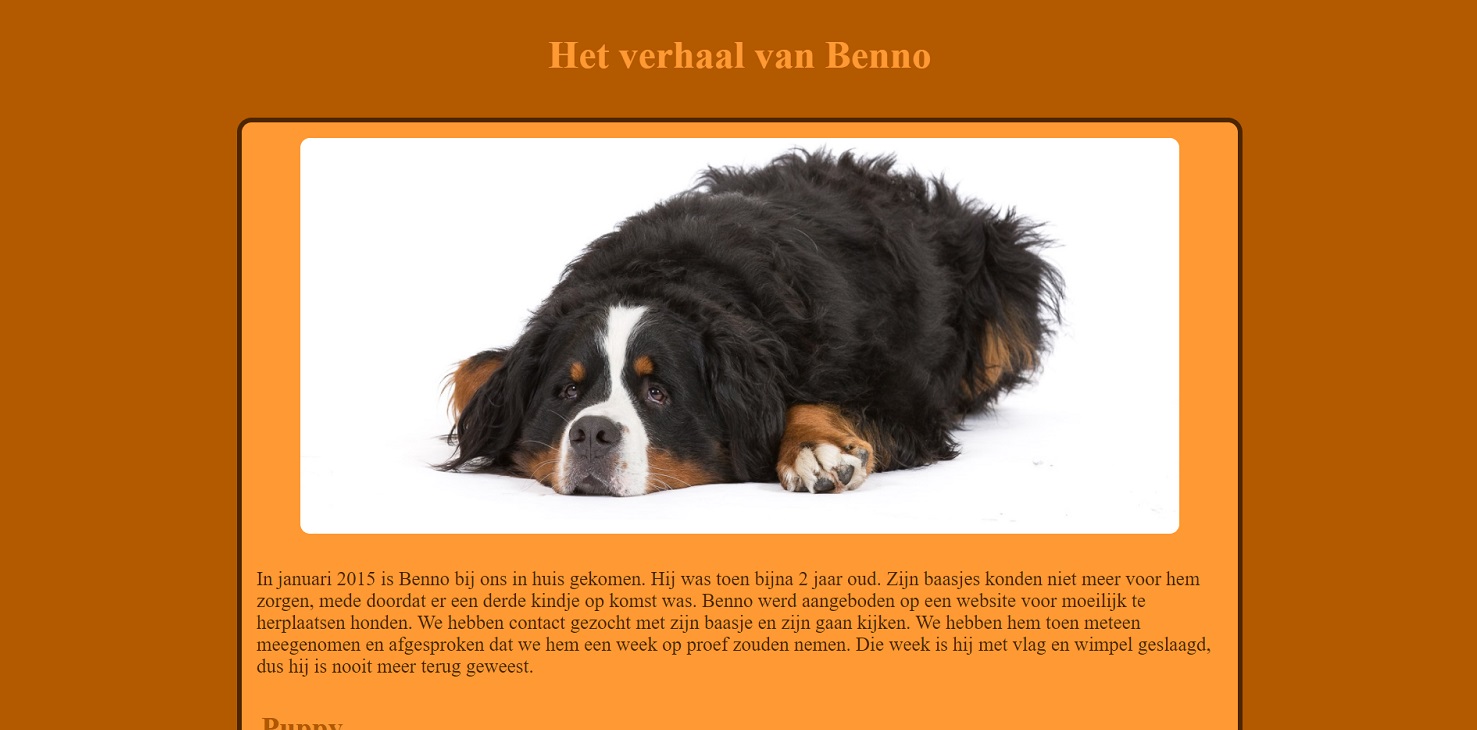 Het verhaal van Benno
In januari 2015 is Benno bij ons in huis gekomen. Hij was toen bijna 2 jaar oud. Zijn baasjes konden niet meer voor hem
zorgen, mede doordat er een derde kindje op komst was. Benno werd aangeboden op een website voor moeilijk te
herplaatsen honden. We hebben contact gezocht met zijn baasje en zijn gaan kijken. We hebben hem toen meteen
meegenomen en afgesproken dat we hem een week op proef zouden nemen. Die week is hij met vlag en wimpel geslaagd,
dus hij is nooit meer terug geweest.
Puppy